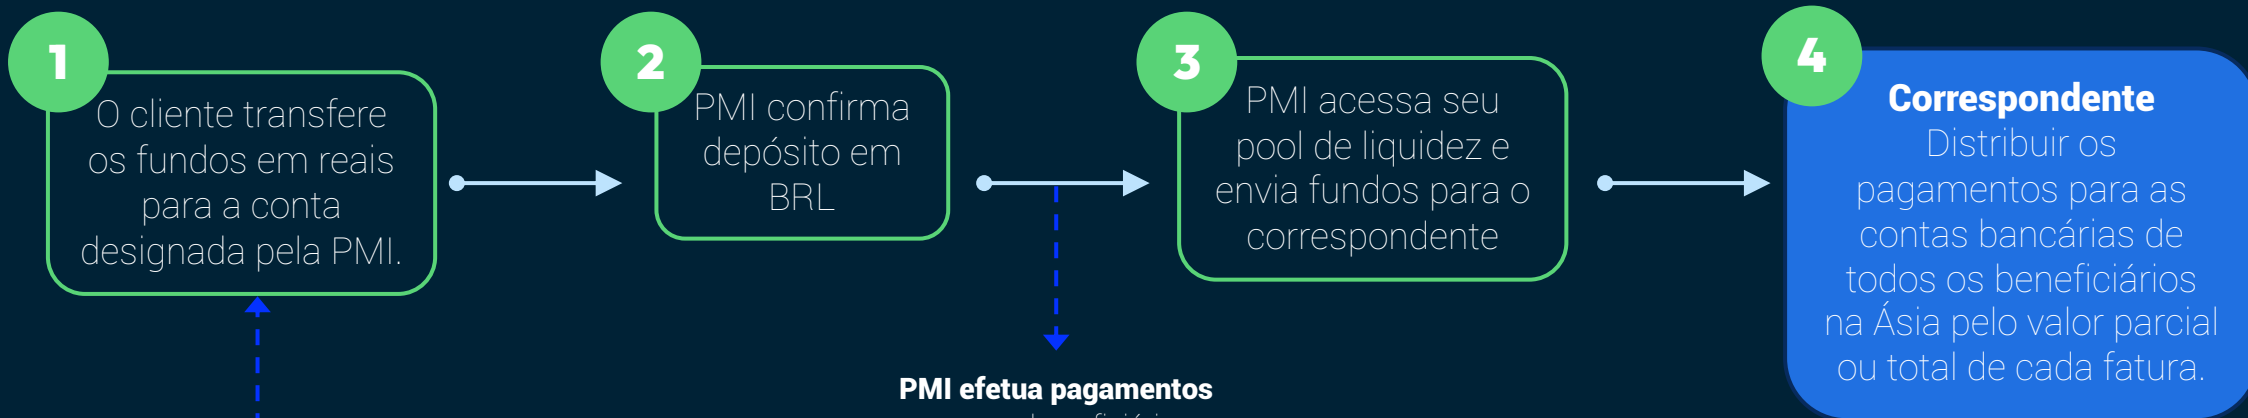 1
O cliente transfere
os fundos em reais
para a conta
designada pela PMI.
2
PMI confirma
depósito em
BRL
3
PMI acessa seu
pool de liquidez e
envia fundos para o
correspondente
4
Correspondente
Distribuir os
pagamentos para as
contas bancárias de
todos os beneficiários
na Ásia pelo valor parcial
ou total de cada fatura.
PMI efetua pagamentos